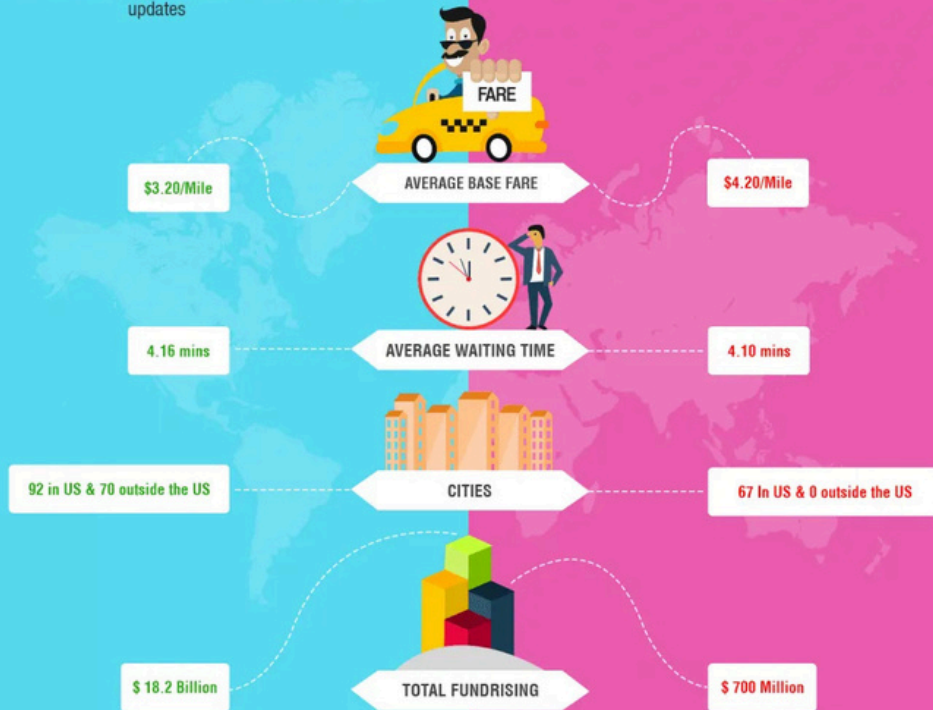 updates
FARE
$3.20/Mile
AVERAGE BASE FARE
$4.20/Mile
4.16 mins
AVERAGE WAITING TIME
4.10 mins
92 in US & 70 outside the US
CITIES
67 In US & 0 outside the US
$ 18.2 Billion
TOTAL FUNDRISING
$ 700 Million